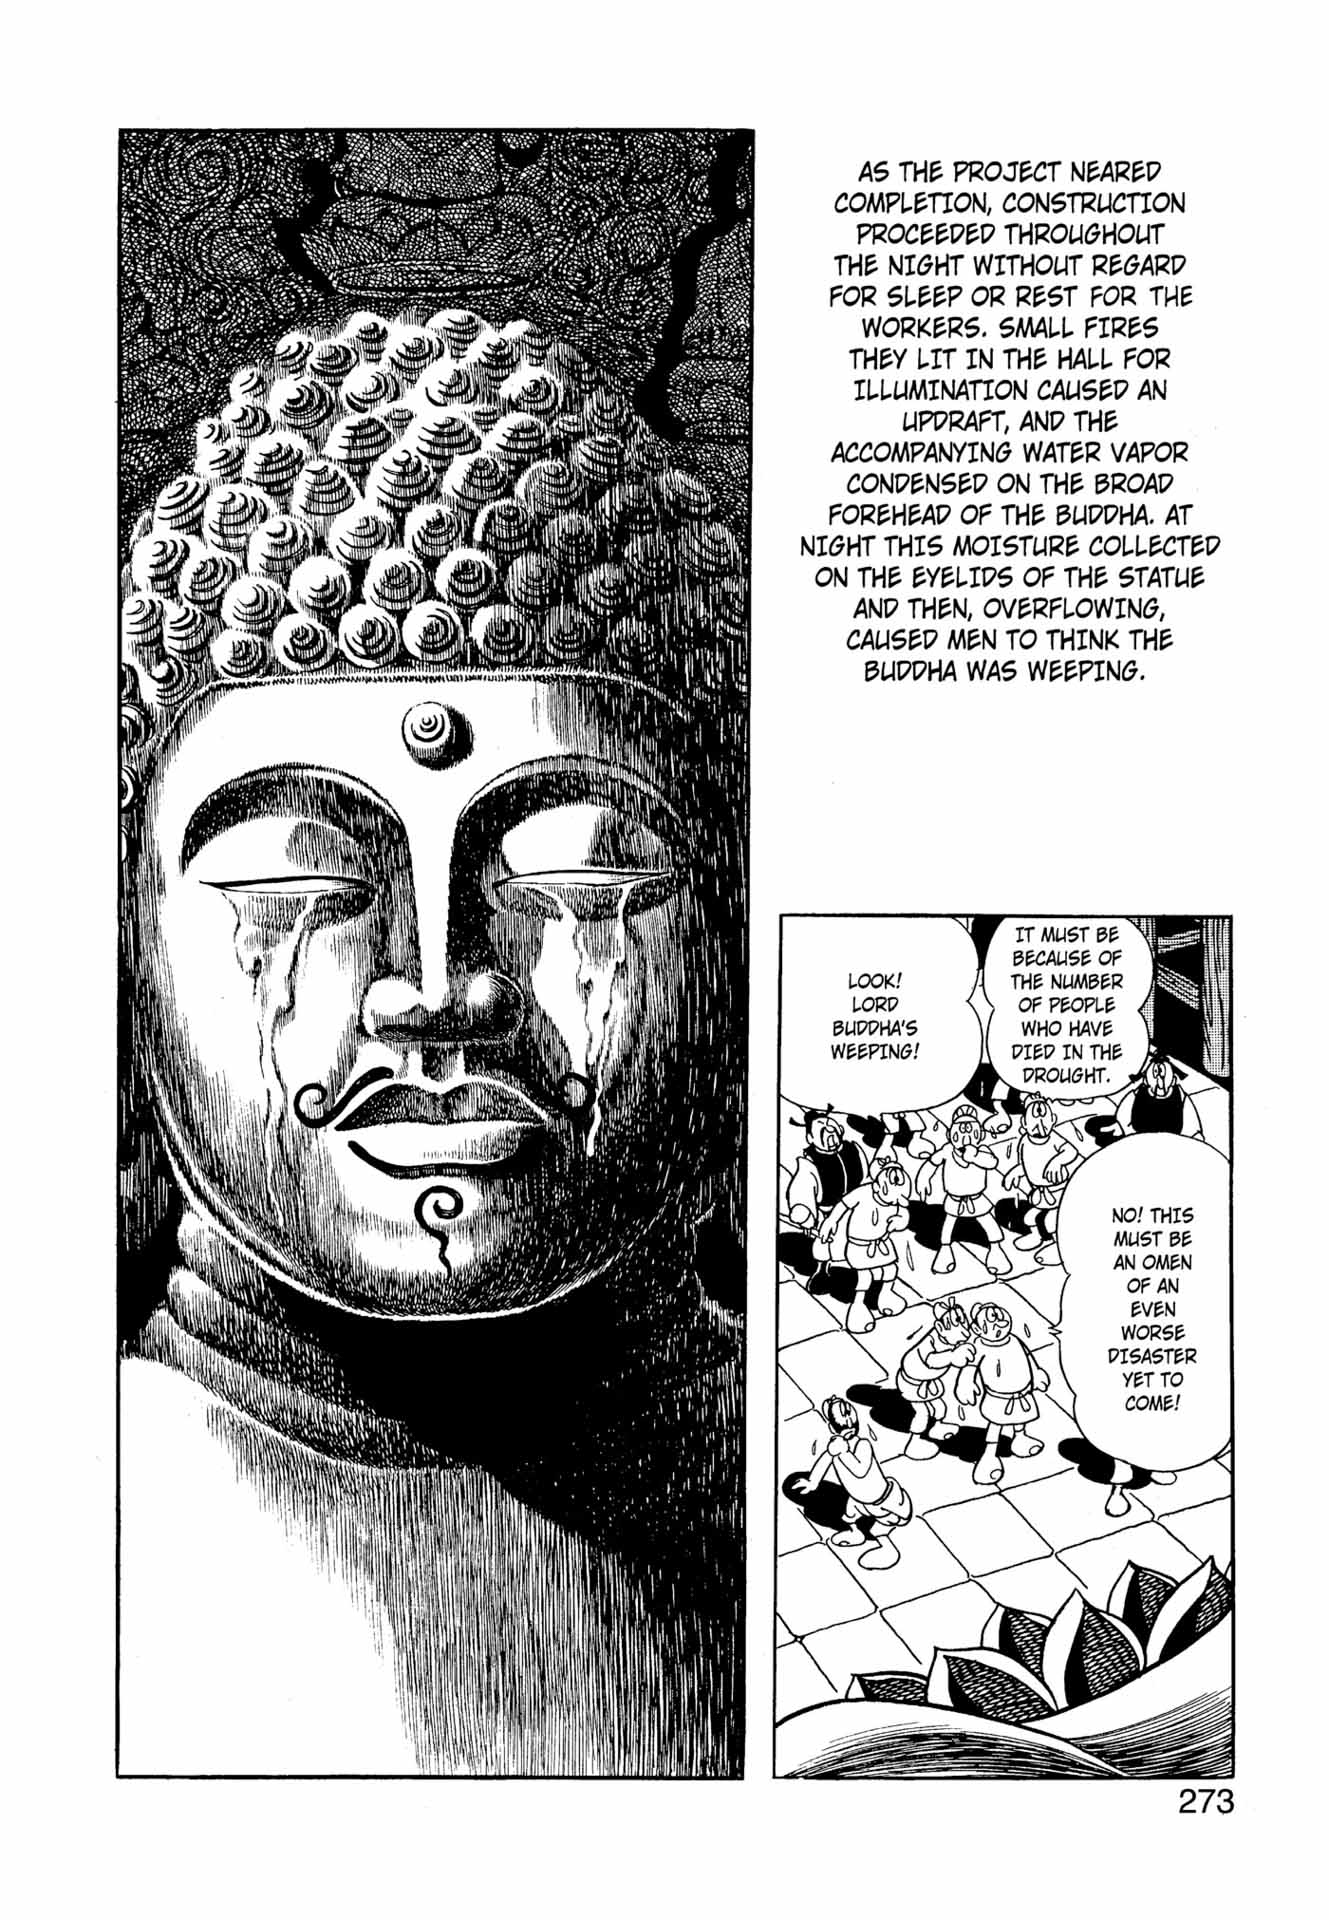 AS THE PROJECT NEARED
COMPLETION, CONSTRUCTION
PROCEEDED THROUGHOUT
THE NIGHT WITHOUT REGARD
FOR SLEEP OR REST FOR THE
WORKERS. SMALL FIRES
THEY LIT IN THE HALL FOR
ILLUMINATION CAUSED AN
UPDRAFT, AND THE
ACCOMPANYING WATER VAPOR
CONDENSED ON THE BROAD
FOREHEAD OF THE BUDDHA. AT
NIGHT THIS MOISTURE COLLECTED
ON THE EYELIDS OF THE STATUE
AND THEN, OVERFLOWING,
CAUSED MEN TO THINK THE
BUDDHA WAS WEEPING.
LOOK!
LORD
BUDDHA'S
WEEPING!
IT MUST BE
BECAUSE OF
THE NUMBER
OF PEOPLE
WHO HAVE
DIED IN THE
DROUGHT.
NO! THIS
MUST BE
AN OMEN
OF AN
EVEN
WORSE
DISASTER
YET TO
COME!
273